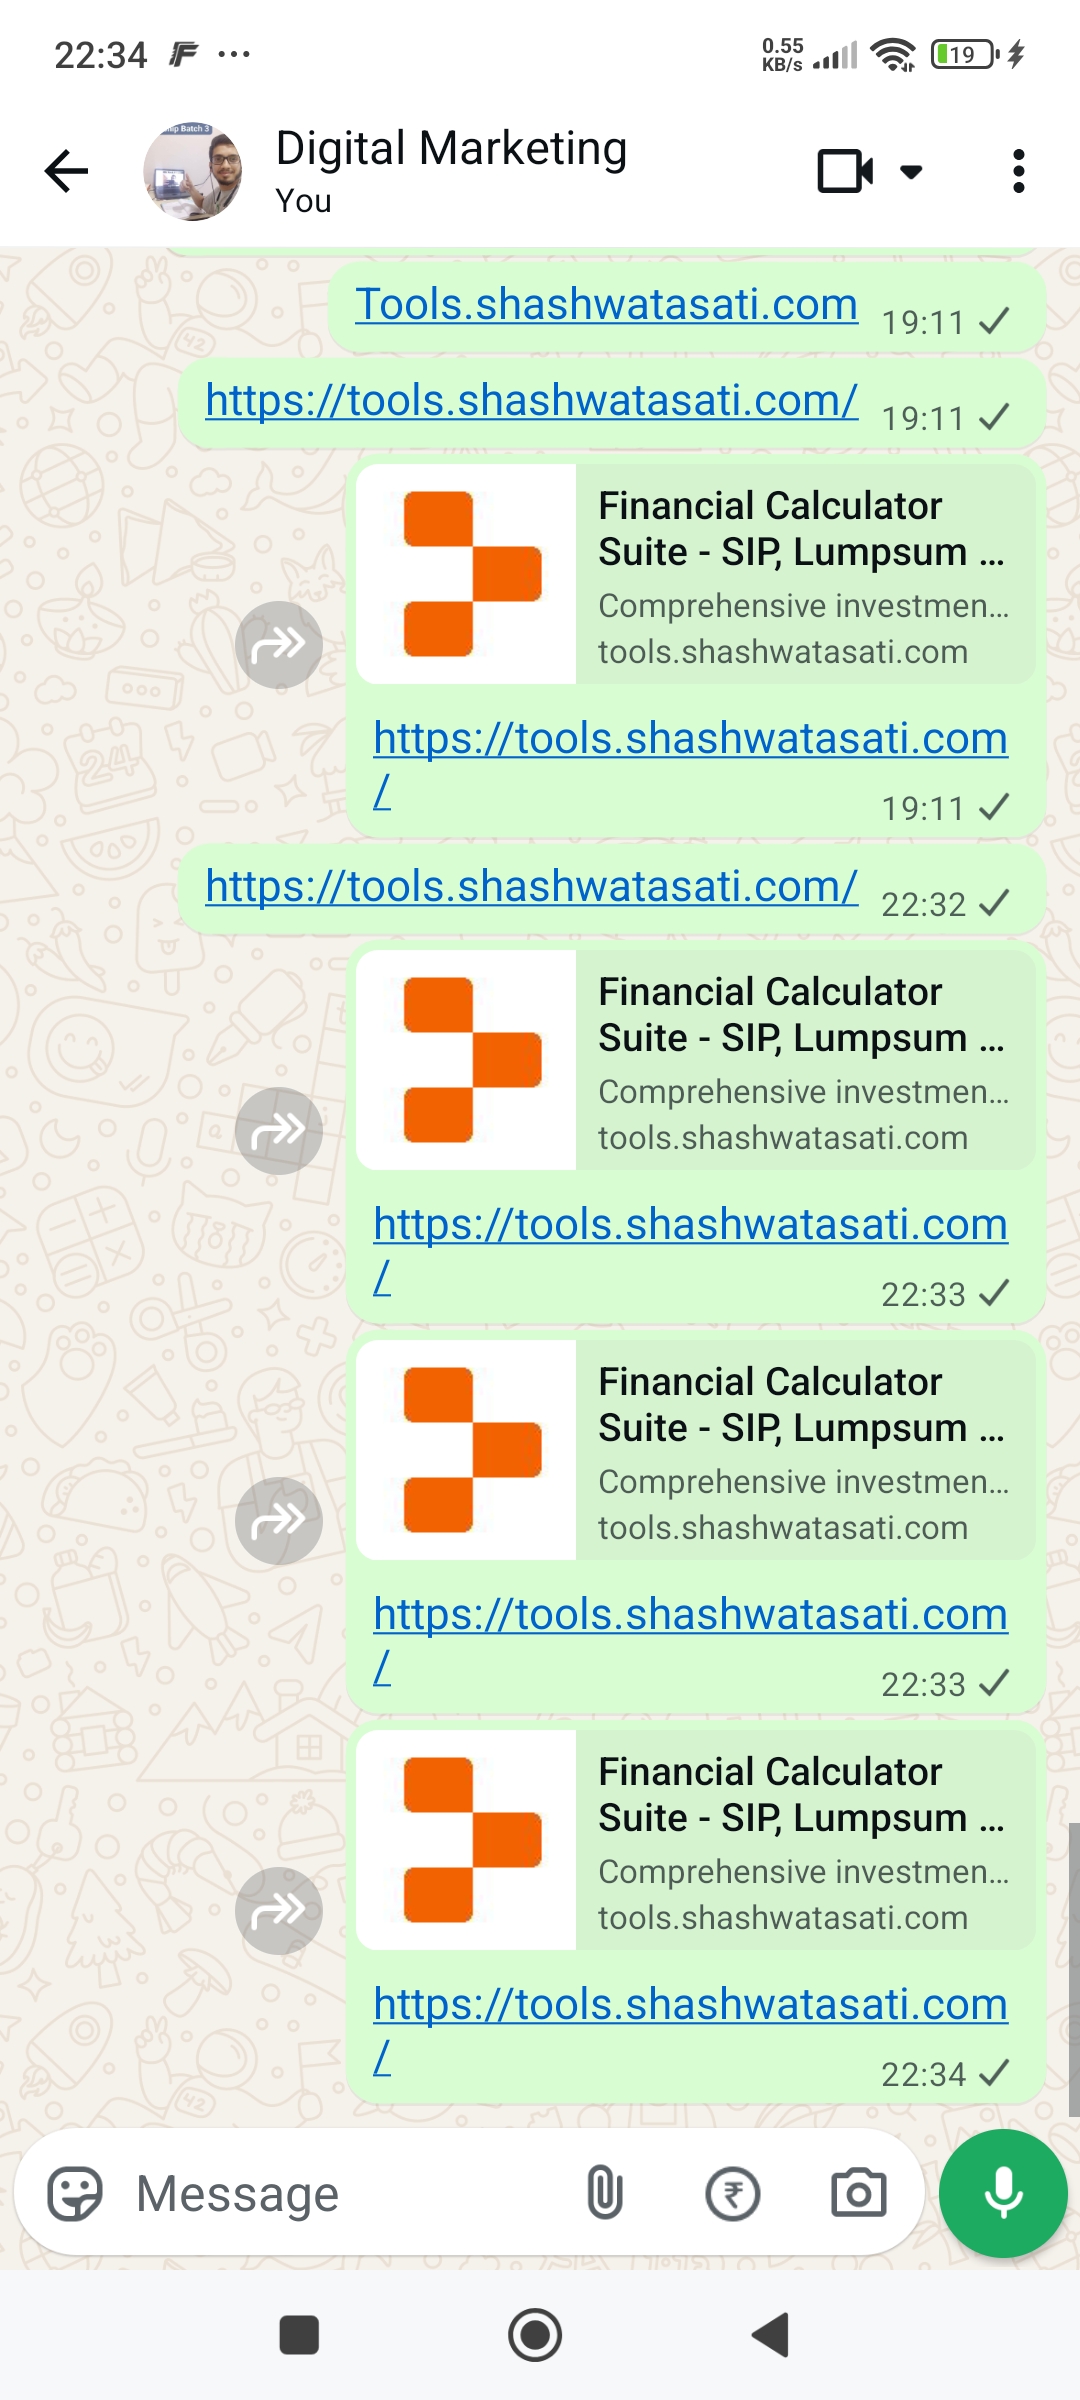 22:34
0.55
KB/s
19
Digital Marketing
You
Tools.shashwatasati.com 19:11
https://tools.shashwatasati.com/ 19:11
Financial Calculator
Suite - SIP, Lumpsum ...
Comprehensive investmen...
tools.shashwatasati.com
https://tools.shashwatasati.com
/
19:11
https://tools.shashwatasati.com/ 22:32
Financial Calculator
Suite - SIP, Lumpsum ...
Comprehensive investmen...
tools.shashwatasati.com
https://tools.shashwatasati.com
/
22:33
Financial Calculator
Suite - SIP, Lumpsum ...
Comprehensive investmen...
tools.shashwatasati.com
https://tools.shashwatasati.com
/
22:33
Financial Calculator
Suite - SIP, Lumpsum ...
Comprehensive investmen...
tools.shashwatasati.com
https://tools.shashwatasati.com
/
22:34
Message